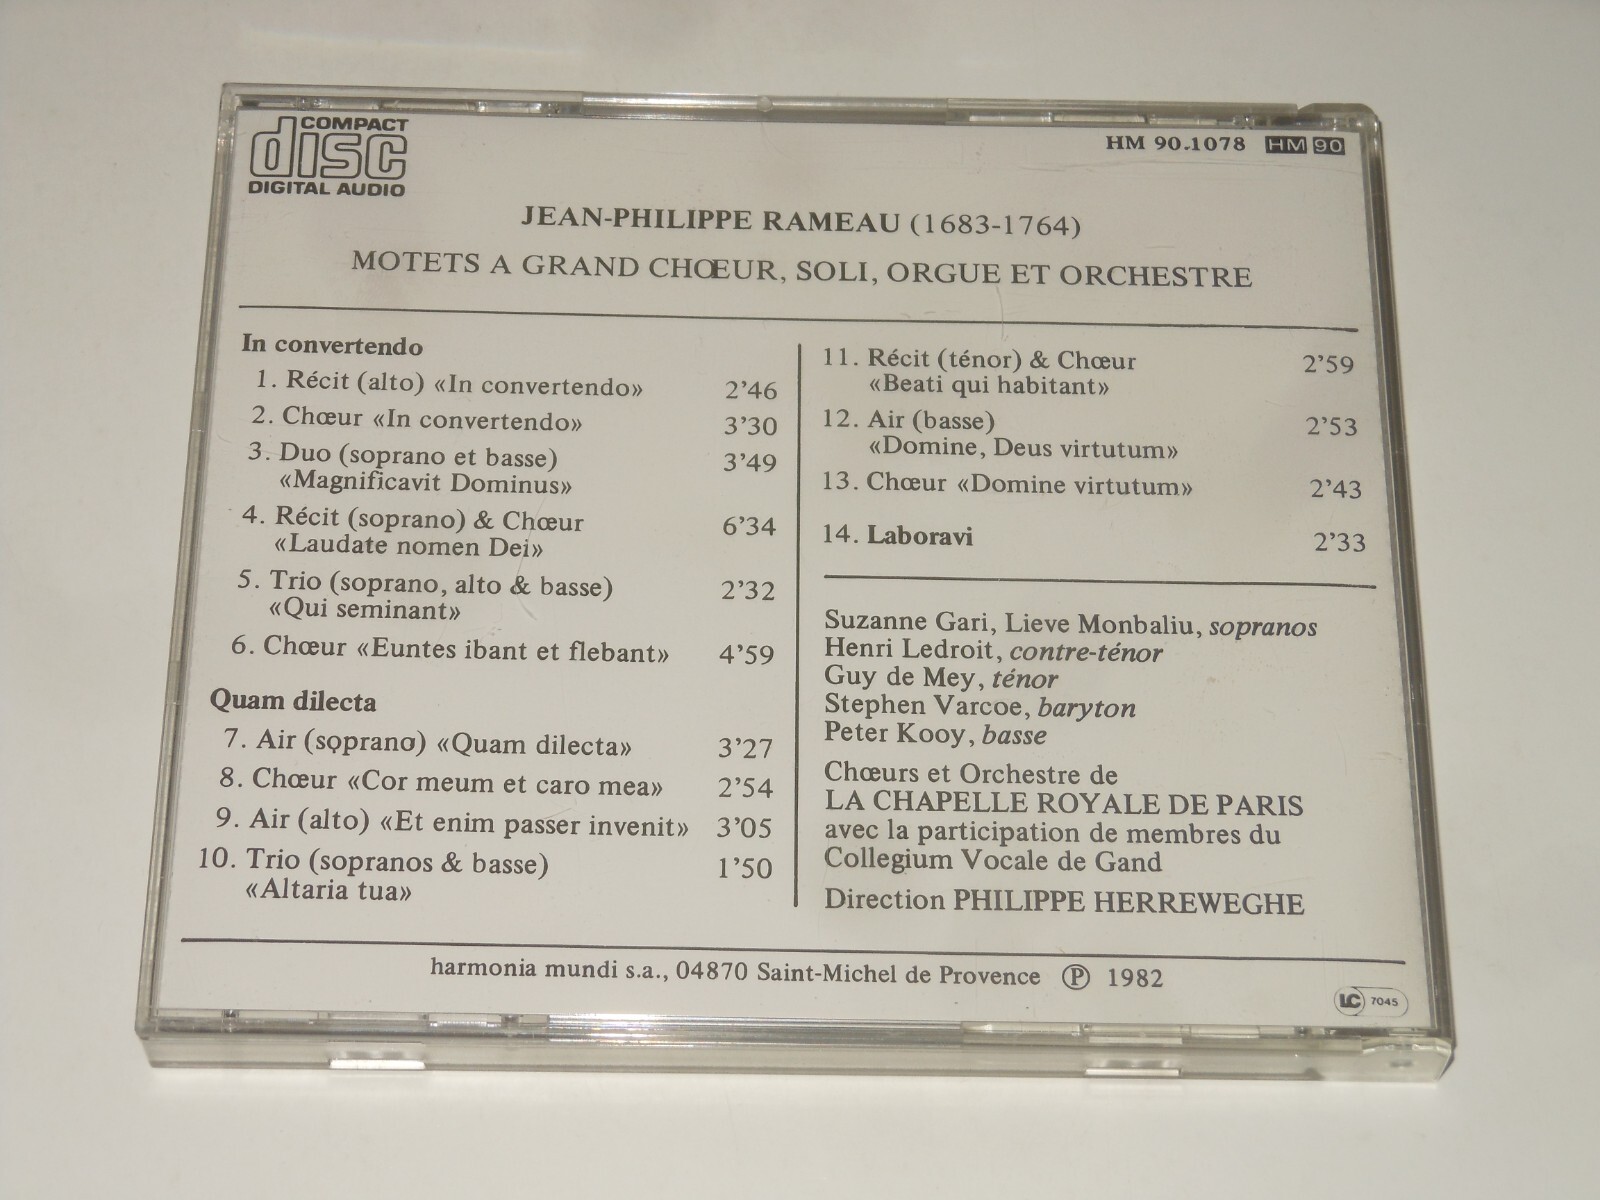 COMPACT
disc
DIGITAL AUDIO
HM 90.1078 HM 90
JEAN-PHILIPPE RAMEAU (1683-1764)
MOTETS A GRAND CHŒUR, SOLI, ORGUE ET ORCHESTRE
In convertendo
1. Récit (alto) «In convertendo» 2'46
2. Chœur «In convertendo» 3'30
3. Duo (soprano et basse) 3'49
«Magnificavit Dominus»
4. Récit (soprano) & Chœur 6'34
«Laudate nomen Dei»
5. Trio (soprano, alto & basse) 2'32
«Qui seminant»
6. Chœur «Euntes ibant et flebant» 4'59
Quam dilecta
7. Air (soprano) «Quam dilecta» 3'27
8. Chœur «Cor meum et caro mea» 2'54
9. Air (alto) «Et enim passer invenit» 3'05
10. Trio (sopranos & basse) 1'50
«Altaria tua»
11. Récit (ténor) & Chœur 2'59
«Beati qui habitant»
12. Air (basse) 2'53
«Domine, Deus virtutum»
13. Chœur «Domine virtutum» 2'43
14. Laboravi 2'33
Suzanne Gari, Lieve Monbaliu, sopranos
Henri Ledroit, contre-ténor
Guy de Mey, ténor
Stephen Varcoe, baryton
Peter Kooy, basse
Chœurs et Orchestre de
LA CHAPELLE ROYALE DE PARIS
avec la participation de membres du
Collegium Vocale de Gand
Direction PHILIPPE HERREWEGHE
harmonia mundi s.a., 04870 Saint-Michel de Provence Ⓟ 1982
LC 7045